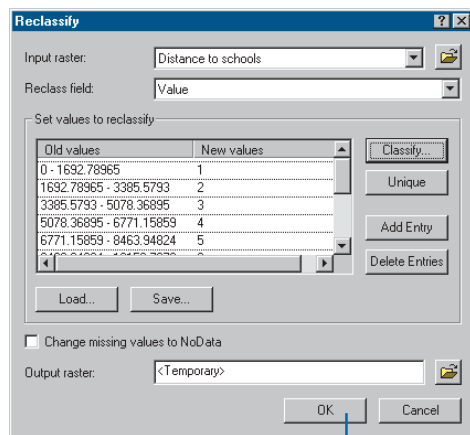 Reclassify
Input raster: Distance to schools
Reclass field: Value
Set values to reclassify
Old values New values
0 - 1692.78965 1
1692.78965 - 3385.5793 2
3385.5793 - 5078.36895 3
5078.36895 - 6771.15859 4
6771.15859 - 8463.94824 5
Classify...
Unique
Add Entry
Delete Entries
Load... Save...
Change missing values to NoData
Output raster: <Temporary>
OK Cancel